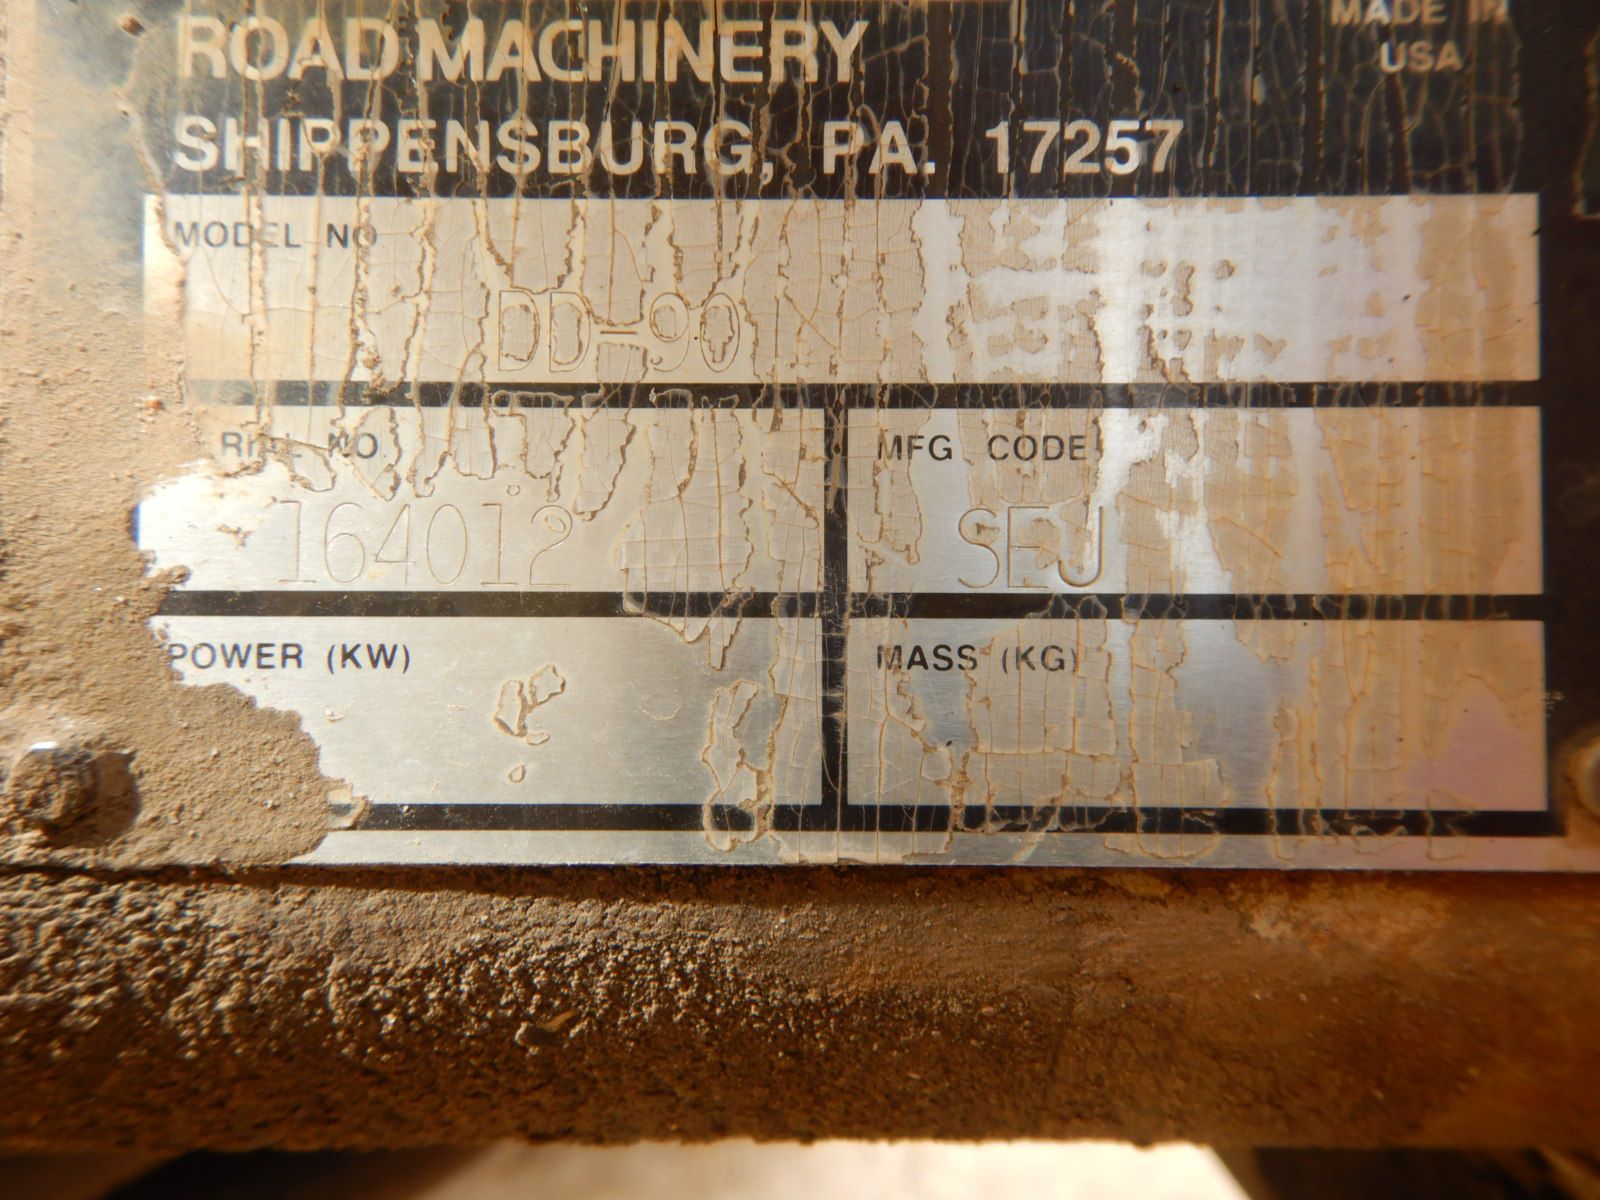 ROAD MACHINERY
MADE IN
USA
SHIPPENSBURG, PA. 17257
MODEL NO.
DD-90
RIAL NO.
164012
MFG CODE
SEJ
POWER (KW)
MASS (KG)